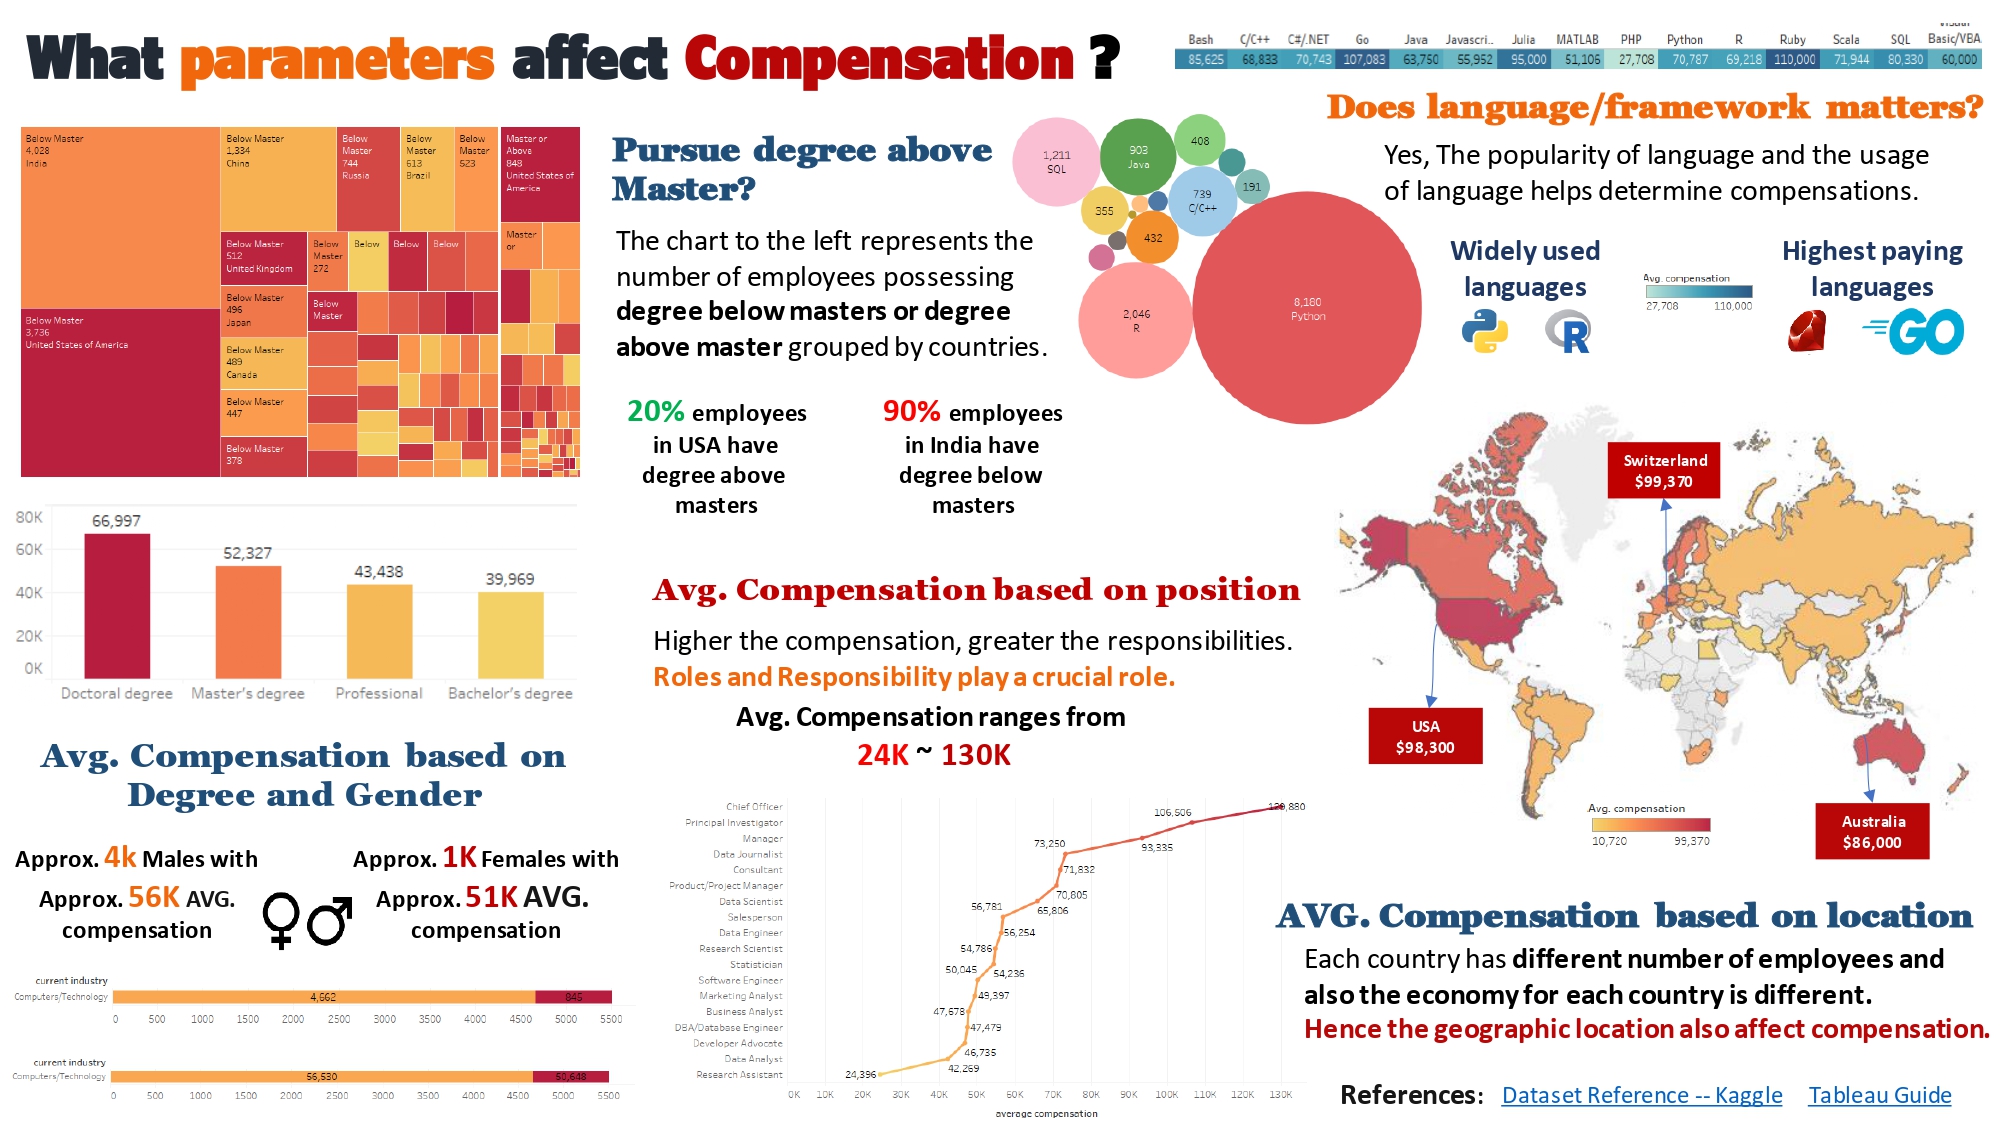 What parameters affect Compensation ?
Bash C/C++ C#/.NET Go Java Javascri.. Julia MATLAB PHP Python R Ruby Scala SQL Visual Basic/VBA
85,625 68,833 70,743 107,083 63,750 55,952 95,000 51,106 27,708 70,787 69,218 110,000 71,944 80,330 60,000
Does language/framework matters?
Yes, The popularity of language and the usage
of language helps determine compensations.
Widely used
languages
Avg. compensation
27,708 110,000
Highest paying
languages
R
GO
Below Master
4,028
India
Below Master
3,736
United States of America
Below Master
1,334
China
Below
Master
744
Russia
Below
Master
613
Brazil
Below
Master
523
Master or
Above
848
United States of
America
Below Master
512
United Kingdom
Below
Master
272
Below
Below
Below
Master
or
Below Master
496
Japan
Below
Master
Below Master
489
Canada
Below Master
447
Below Master
378
Pursue degree above
Master?
The chart to the left represents the
number of employees possessing
degree below masters or degree
above master grouped by countries.
20% employees
in USA have
degree above
masters
90% employees
in India have
degree below
masters
1,211
SQL
903
Java
408
739
C/C++
191
355
432
2,046
R
8,180
Python
80K
60K
40K
20K
0K
66,997
52,327
43,438
39,969
Doctoral degree Master's degree Professional Bachelor's degree
Avg. Compensation based on
Degree and Gender
Approx. 4k Males with
Approx. 56K AVG.
compensation
Approx. 1K Females with
Approx. 51K AVG.
compensation
current industry
Computers/Technology 4,662 845
0 500 1000 1500 2000 2500 3000 3500 4000 4500 5000 5500
current industry
Computers/Technology 56,530 50,648
0 500 1000 1500 2000 2500 3000 3500 4000 4500 5000 5500
Avg. Compensation based on position
Higher the compensation, greater the responsibilities.
Roles and Responsibility play a crucial role.
Avg. Compensation ranges from
24K ~ 130K
Chief Officer 129,880
Principal Investigator 106,506
Manager 93,335
Data Journalist 73,250
Consultant 71,832
Product/Project Manager 70,805
Data Scientist 65,806
Salesperson 56,781
Data Engineer 56,254
Research Scientist 54,786
Statistician 54,236
Software Engineer 50,045
Marketing Analyst 49,397
Business Analyst 47,678
DBA/Database Engineer 47,479
Developer Advocate 46,735
Data Analyst 42,269
Research Assistant 24,396
0K 10K 20K 30K 40K 50K 60K 70K 80K 90K 100K 110K 120K 130K
average compensation
Switzerland
$99,370
USA
$98,300
Australia
$86,000
Avg. compensation
10,720 99,370
AVG. Compensation based on location
Each country has different number of employees and
also the economy for each country is different.
Hence the geographic location also affect compensation.
References: Dataset Reference -- Kaggle Tableau Guide